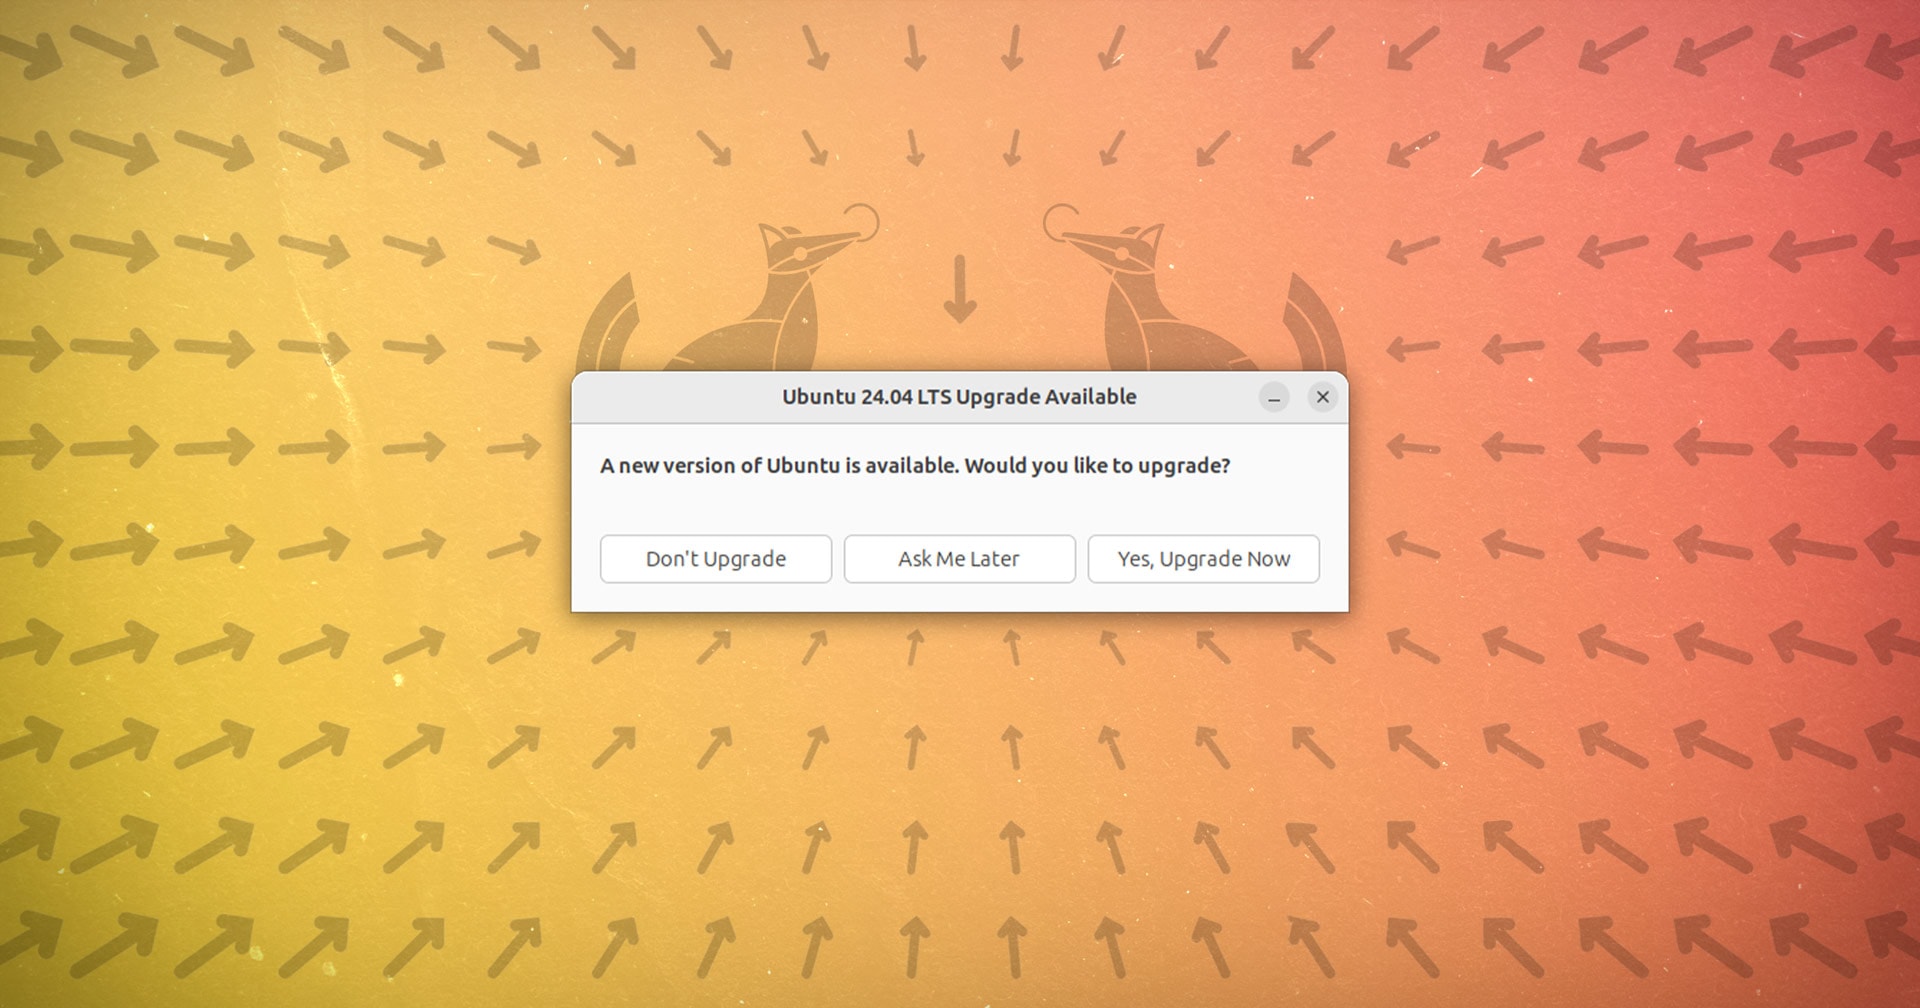 Ubuntu 24.04 LTS Upgrade Available
A new version of Ubuntu is available. Would you like to upgrade?
Don't Upgrade
Ask Me Later
Yes, Upgrade Now